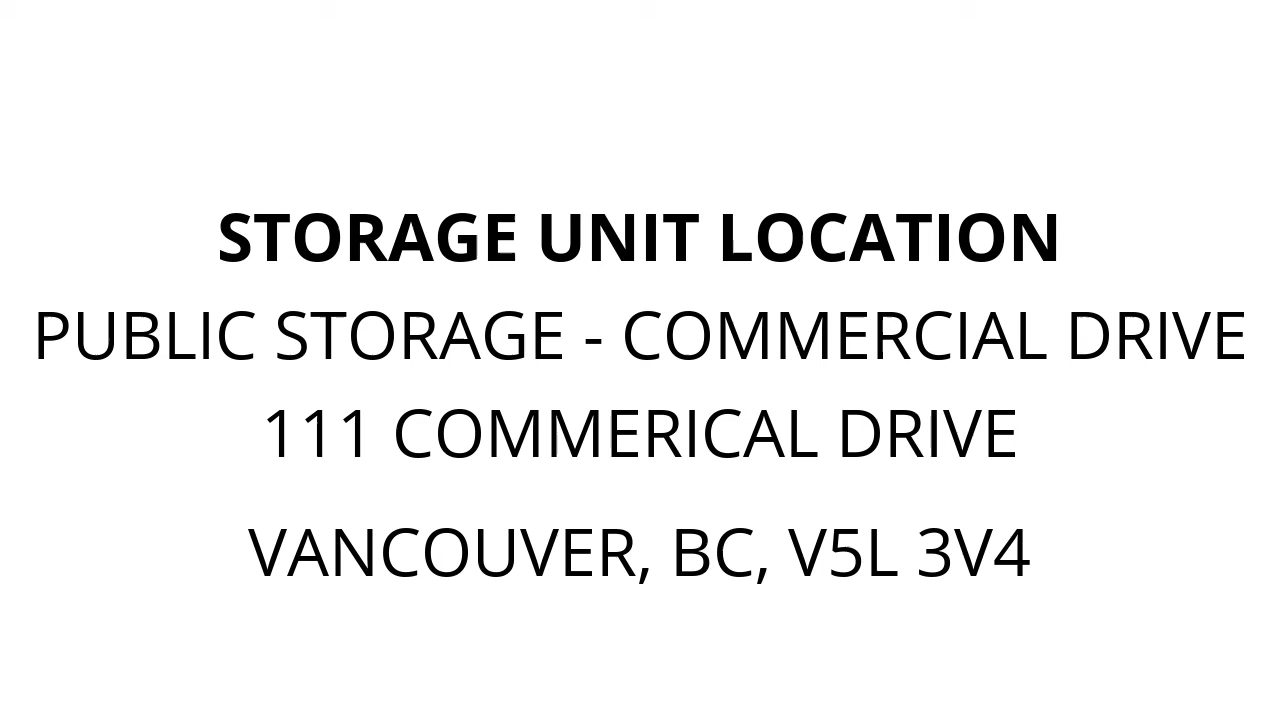 STORAGE UNIT LOCATION
PUBLIC STORAGE - COMMERCIAL DRIVE
111 COMMERICAL DRIVE
VANCOUVER, BC, V5L 3V4